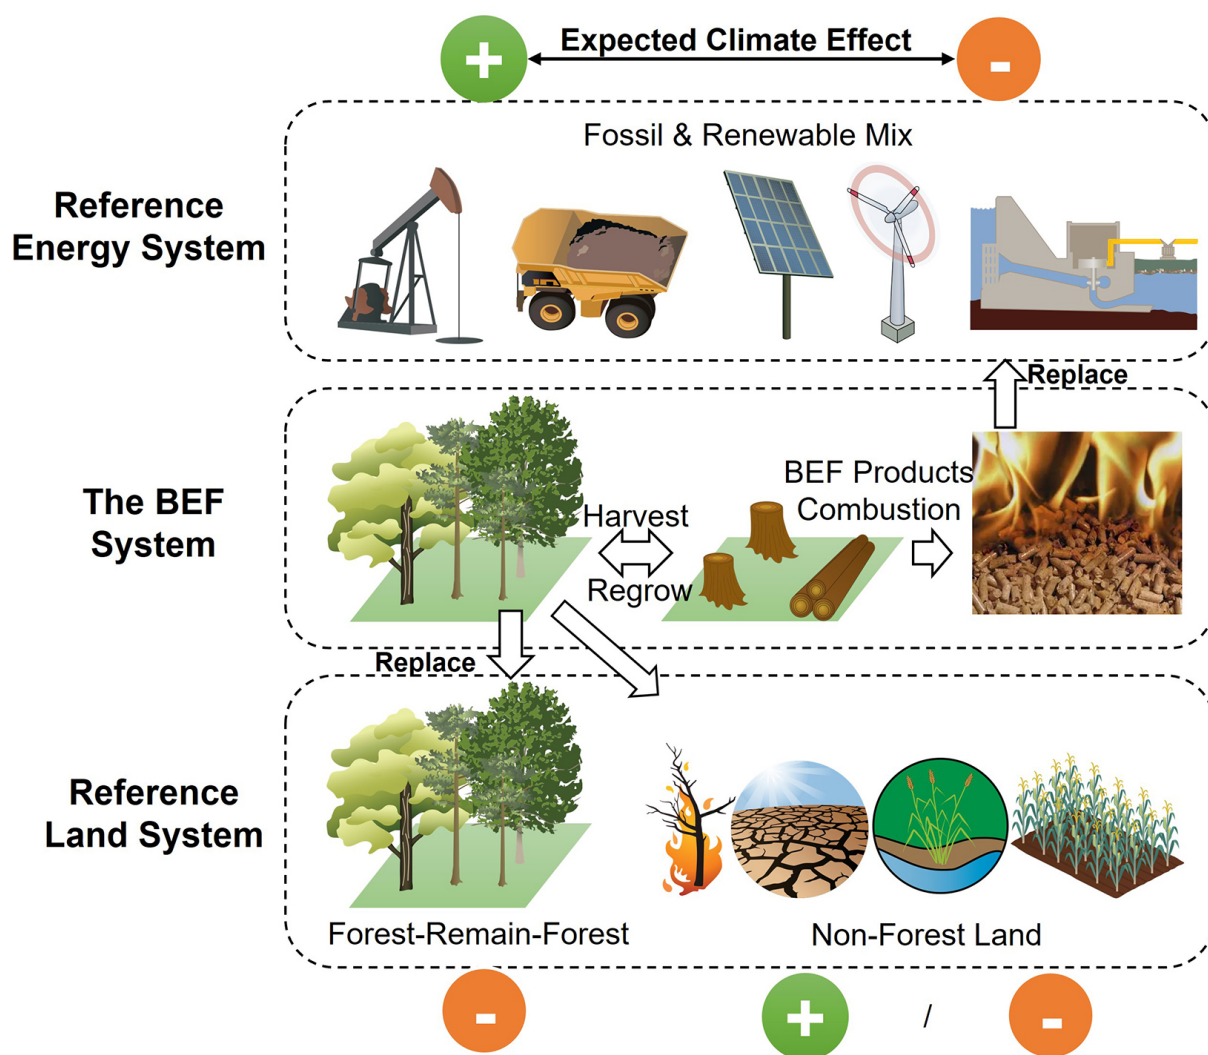 +
Expected Climate Effect
-
Fossil & Renewable Mix
Reference
Energy System
Replace
The BEF
System
Harvest
Regrow
BEF Products
Combustion
Replace
Reference
Land System
Forest-Remain-Forest
Non-Forest Land
-
+
/
-